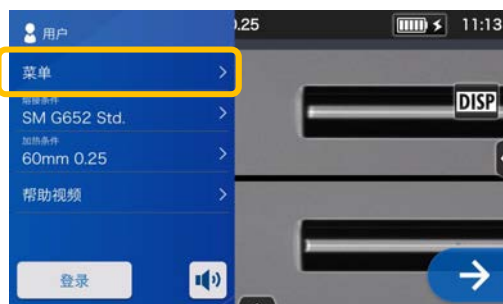 用户
.25
11:13
菜单
DISP
熔接条件
SM G652 Std.
加热条件
60mm 0.25
帮助视频
登录